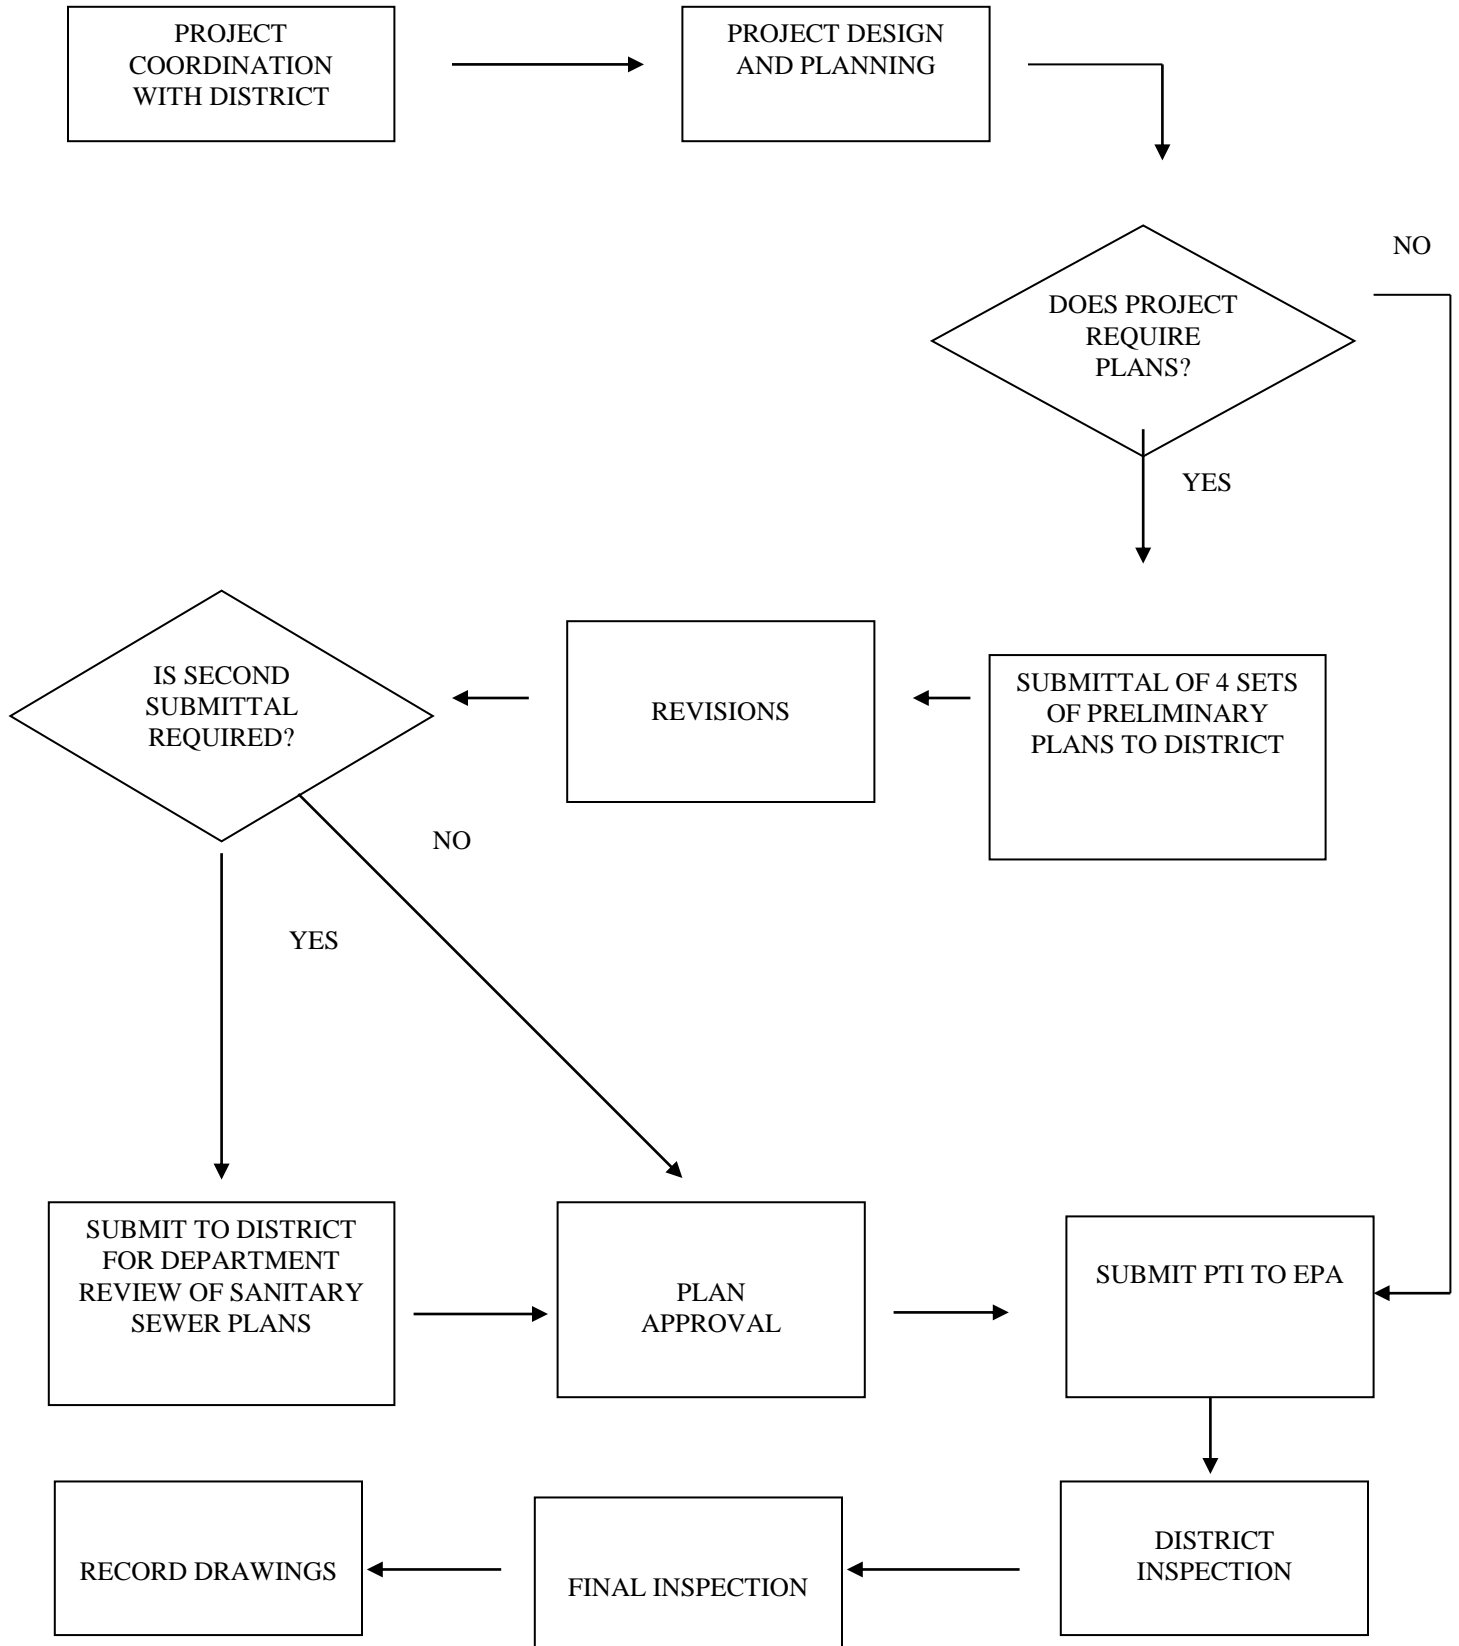 PROJECT
COORDINATION
WITH DISTRICT
PROJECT DESIGN
AND PLANNING
NO
DOES PROJECT
REQUIRE
PLANS?
YES
SUBMITTAL OF 4 SETS
OF PRELIMINARY
PLANS TO DISTRICT
REVISIONS
IS SECOND
SUBMITTAL
REQUIRED?
NO
YES
SUBMIT TO DISTRICT
FOR DEPARTMENT
REVIEW OF SANITARY
SEWER PLANS
PLAN
APPROVAL
SUBMIT PTI TO EPA
DISTRICT
INSPECTION
FINAL INSPECTION
RECORD DRAWINGS